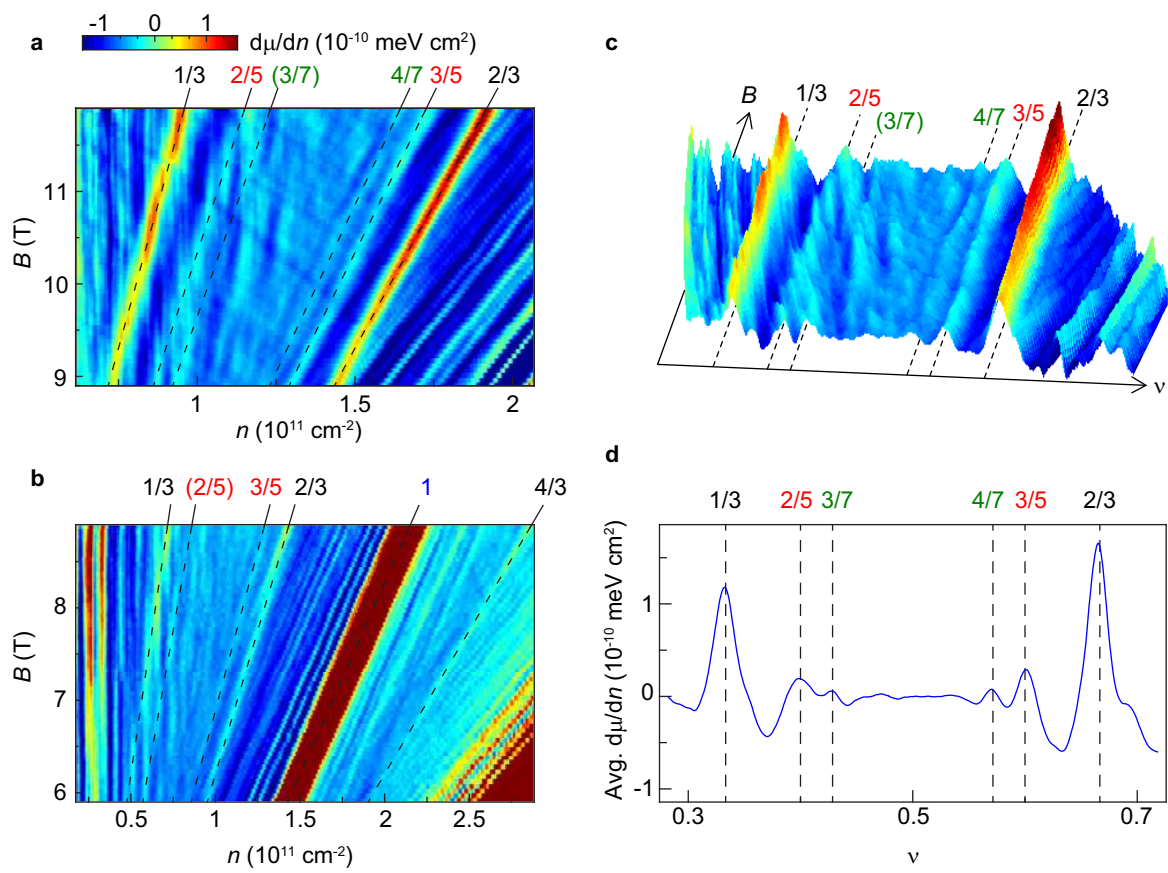 a
-1 0 1
dμ/dn (10⁻¹⁰ meV cm²)
1/3 2/5 (3/7) 4/7 3/5 2/3
11
10
9
B (T)
1 1.5 2
n (10¹¹ cm⁻²)
b
1/3 (2/5) 3/5 2/3 1 4/3
8
7
6
B (T)
0.5 1 1.5 2 2.5
n (10¹¹ cm⁻²)
c
B
1/3 2/5 (3/7) 4/7 3/5 2/3
ν
d
1/3 2/5 3/7 4/7 3/5 2/3
1
0
-1
Avg. dμ/dn (10⁻¹⁰ meV cm²)
0.3 0.5 0.7
ν